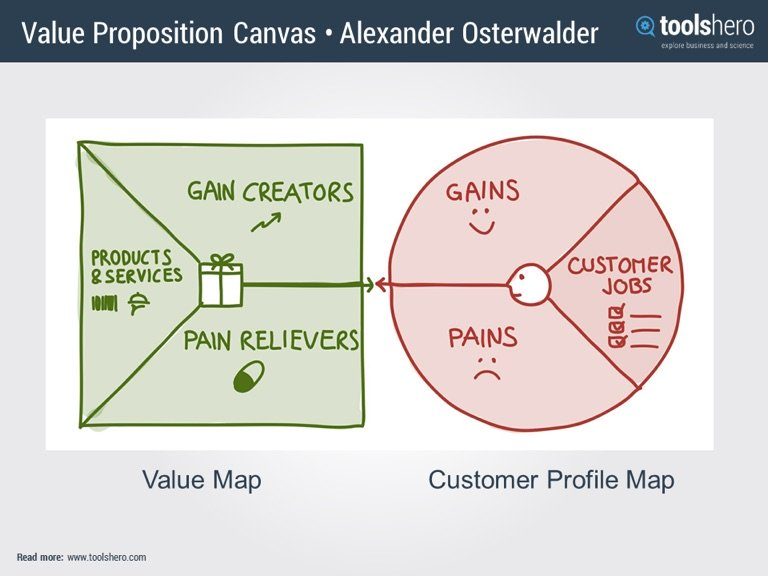 Value Proposition Canvas • Alexander Osterwalder
toolshero
explore business and science
GAIN CREATORS
PRODUCTS
& SERVICES
PAIN RELIEVERS
GAINS
CUSTOMER
JOBS
PAINS
Value Map
Customer Profile Map
Read more: www.toolshero.com